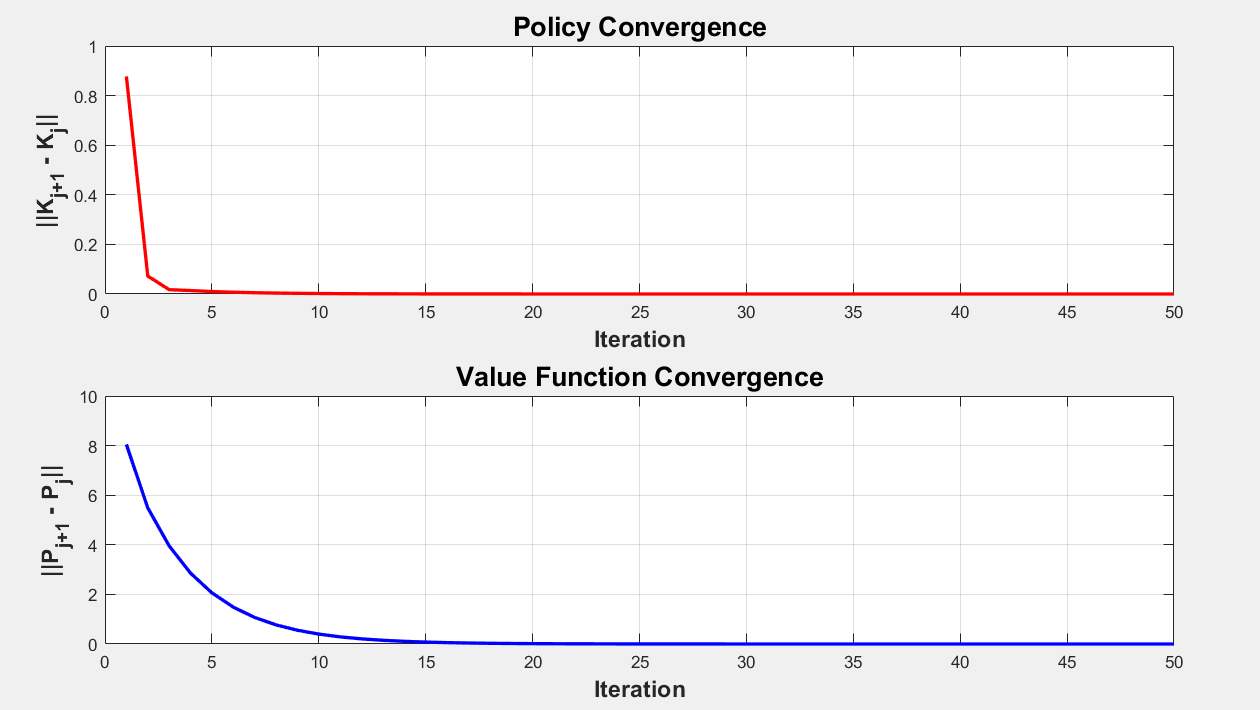 Policy Convergence
||K_{j+1} - K_j||
1
0.8
0.6
0.4
0.2
0
0 5 10 15 20 25 30 35 40 45 50
Iteration
Value Function Convergence
||P_{j+1} - P_j||
10
8
6
4
2
0
0 5 10 15 20 25 30 35 40 45 50
Iteration